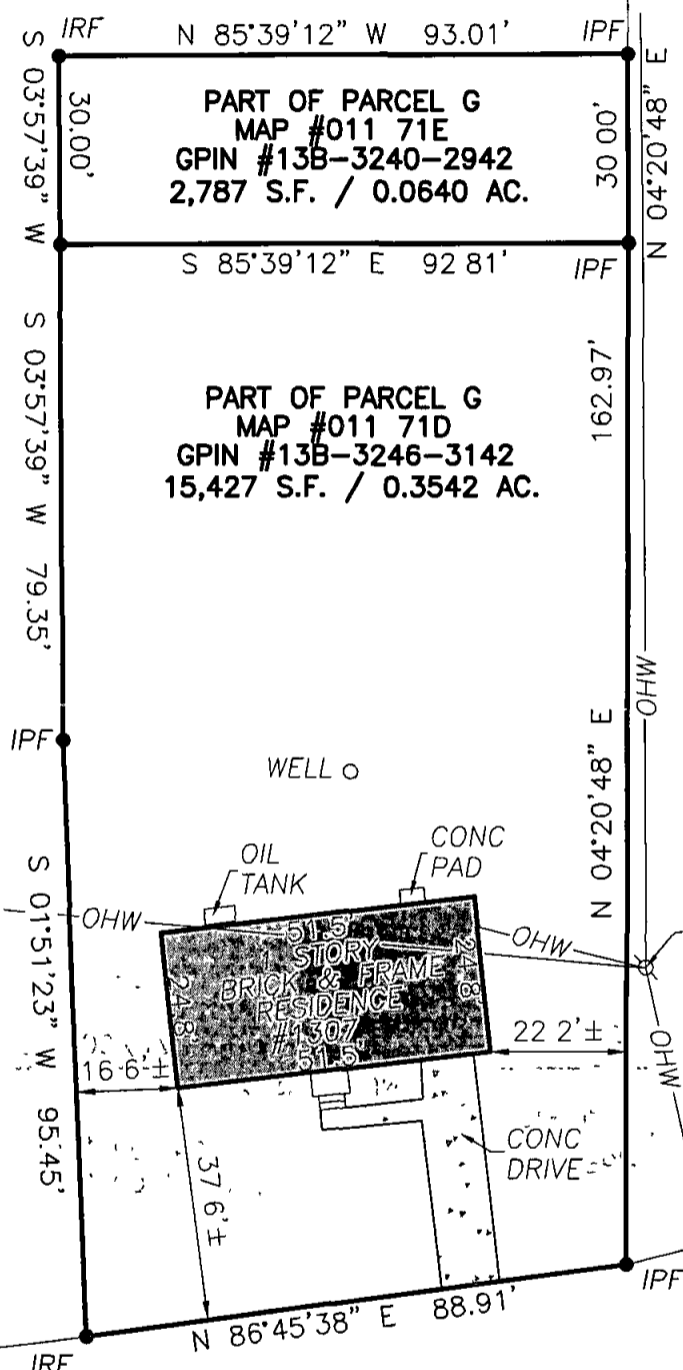 IRF
N 85°39'12" W 93.01'
IPF
S 03°57'39" W
30.00'
PART OF PARCEL G
MAP #011 71E
GPIN #13B-3240-2942
2,787 S.F. / 0.0640 AC.
30 00'
N 04°20'48" E
S 85°39'12" E 92 81'
IPF
S 03°57'39" W 79.35'
PART OF PARCEL G
MAP #011 71D
GPIN #13B-3246-3142
15,427 S.F. / 0.3542 AC.
162.97'
OHW
IPF
WELL
N 04°20'48" E
OIL
TANK
CONC
PAD
S 01°51'23" W 95.45'
OHW
51.5'
OHW
1 STORY
BRICK & FRAME
RESIDENCE
#1307
24.8'
24.8'
51.5'
16 6'±
22 2'±
OHW
CONC
DRIVE
37 6'±
IPF
N 86°45'38" E 88.91'
IRF